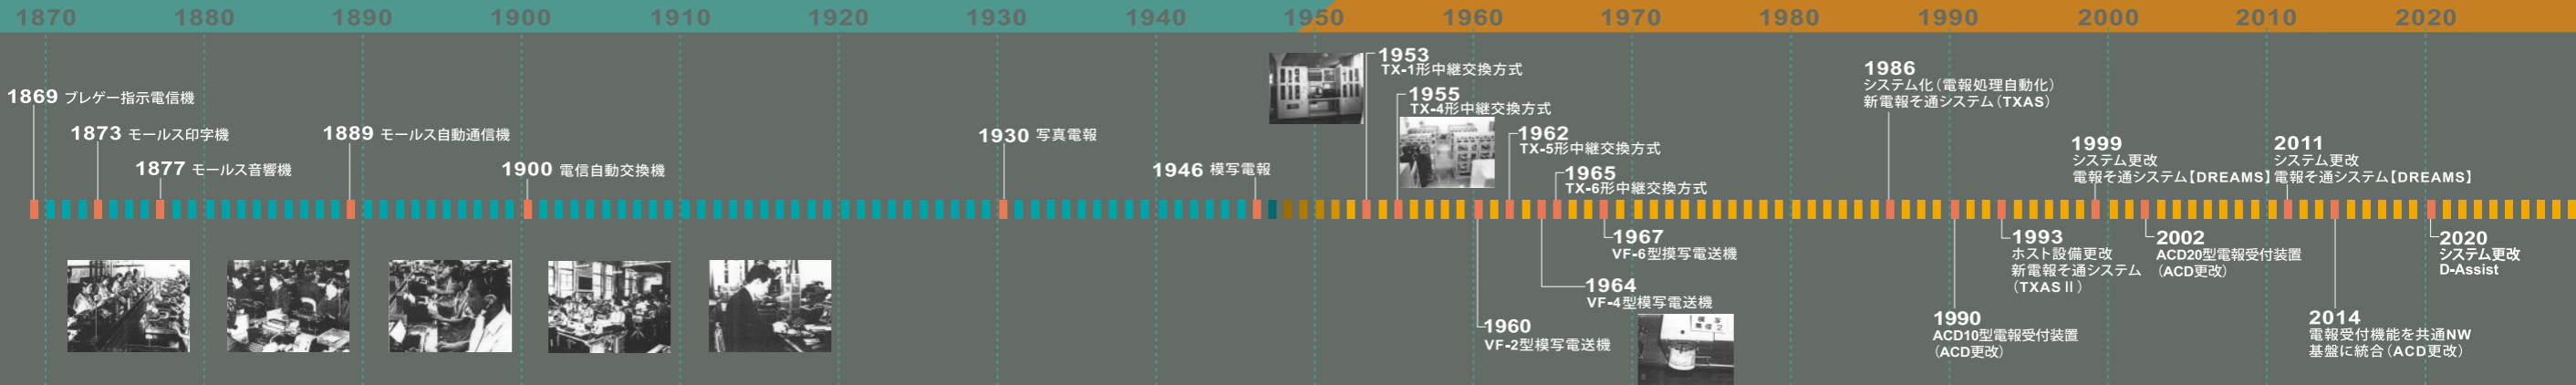 1870 1880 1890 1900 1910 1920 1930 1940 1950 1960 1970 1980 1990 2000 2010 2020
1869 ブレゲー指示電信機
1873 モールス印字機
1877 モールス音響機
1889 モールス自動通信機
1900 電信自動交換機
1930 写真電報
1946 模写電報
1953
TX-1形中継交換方式
1955
TX-4形中継交換方式
1962
TX-5形中継交換方式
1965
TX-6形中継交換方式
1967
VF-6型模写電送機
1964
VF-4型模写電送機
1960
VF-2型模写電送機
1986
システム化（電報処理自動化）
新電報そ通システム（TXAS）
1990
ACD10型電報受付装置
（ACD更改）
1993
ホスト設備更改
新電報そ通システム
（TXASⅡ）
1999
システム更改
電報そ通システム【DREAMS】
2002
ACD20型電報受付装置
（ACD更改）
2011
システム更改
電報そ通システム【DREAMS】
2014
電報受付機能を共通NW
基盤に統合（ACD更改）
2020
システム更改
D-Assist